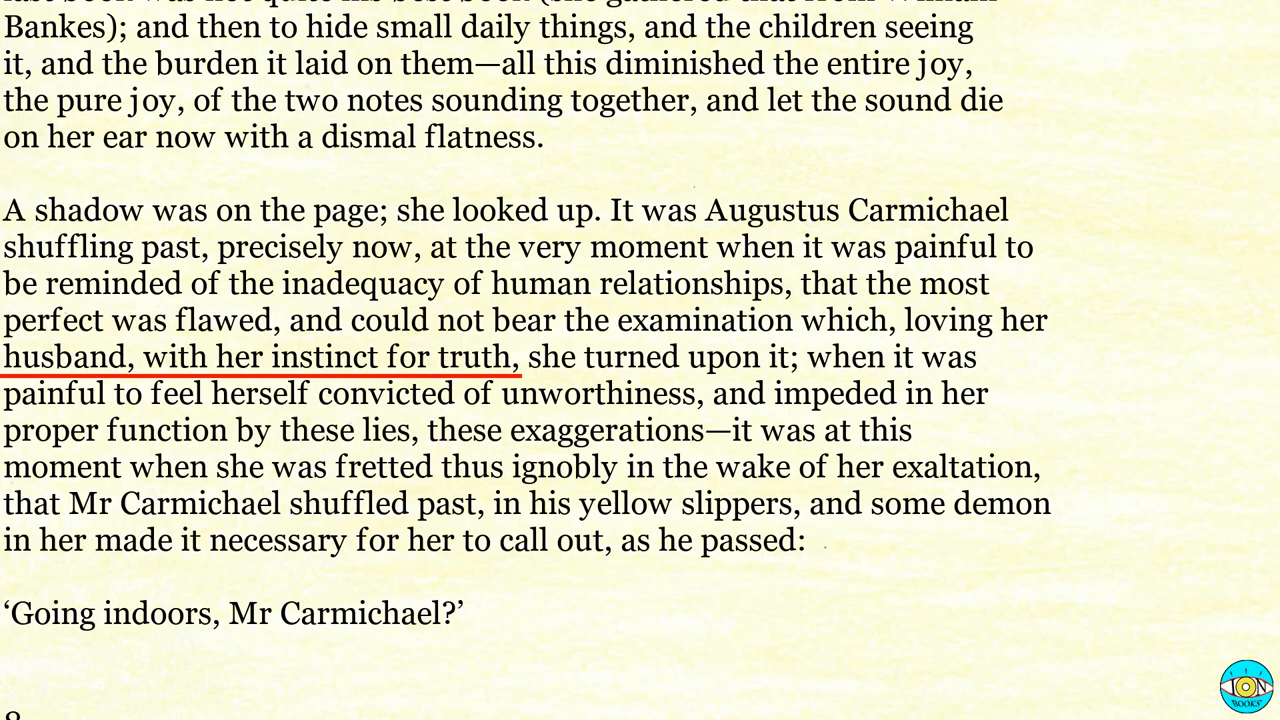 Bankes); and then to hide small daily things, and the children seeing
it, and the burden it laid on them—all this diminished the entire joy,
the pure joy, of the two notes sounding together, and let the sound die
on her ear now with a dismal flatness.
A shadow was on the page; she looked up. It was Augustus Carmichael
shuffling past, precisely now, at the very moment when it was painful to
be reminded of the inadequacy of human relationships, that the most
perfect was flawed, and could not bear the examination which, loving her
husband, with her instinct for truth, she turned upon it; when it was
painful to feel herself convicted of unworthiness, and impeded in her
proper function by these lies, these exaggerations—it was at this
moment when she was fretted thus ignobly in the wake of her exaltation,
that Mr Carmichael shuffled past, in his yellow slippers, and some demon
in her made it necessary for her to call out, as he passed:
‘Going indoors, Mr Carmichael?’
ION
BOOKS